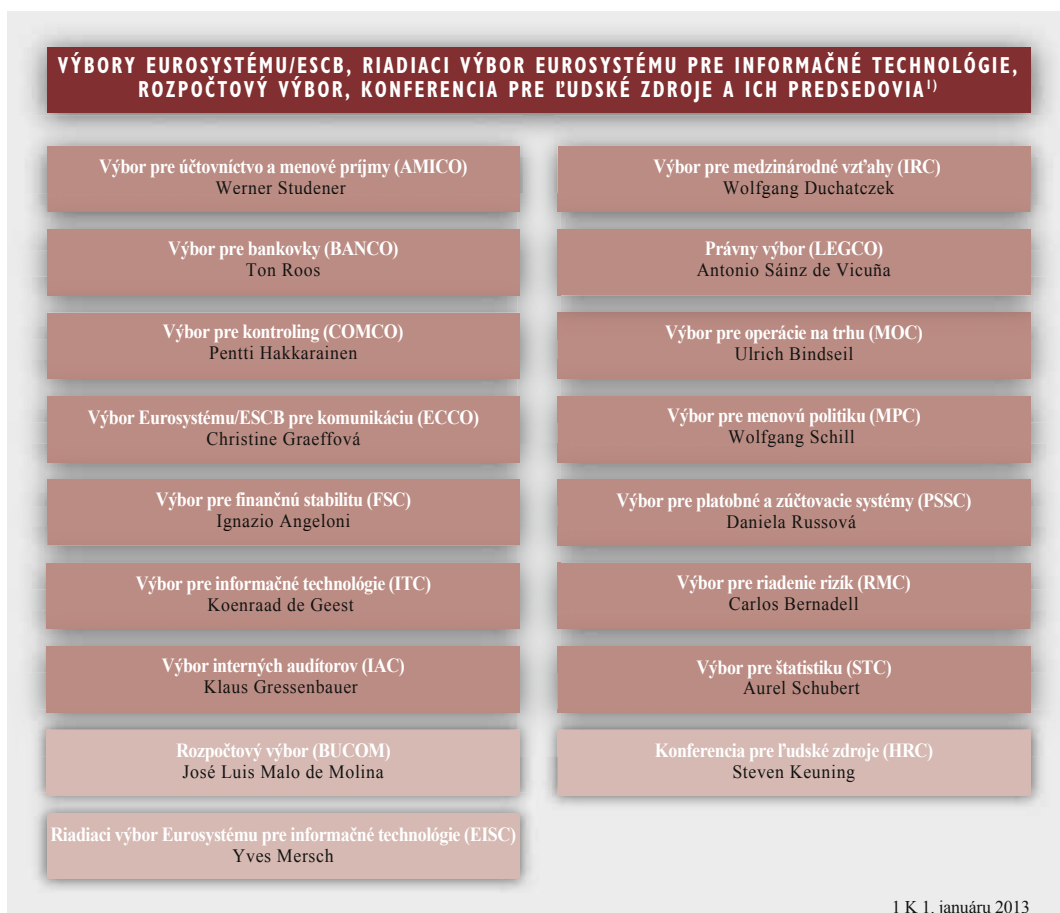 VÝBORY EUROSYSTÉMU/ESCB, RIADIACI VÝBOR EUROSYSTÉMU PRE INFORMAČNÉ TECHNOLÓGIE,
ROZPOČTOVÝ VÝBOR, KONFERENCIA PRE ĽUDSKÉ ZDROJE A ICH PREDSEDOVIA1)
Výbor pre účtovníctvo a menové príjmy (AMICO)
Werner Studener
Výbor pre bankovky (BANCO)
Ton Roos
Výbor pre kontroling (COMCO)
Pentti Hakkarainen
Výbor Eurosystému/ESCB pre komunikáciu (ECCO)
Christine Graeffová
Výbor pre finančnú stabilitu (FSC)
Ignazio Angeloni
Výbor pre informačné technológie (ITC)
Koenraad de Geest
Výbor interných audítorov (IAC)
Klaus Gressenbauer
Rozpočtový výbor (BUCOM)
José Luis Malo de Molina
Riadiaci výbor Eurosystému pre informačné technológie (EISC)
Yves Mersch
Výbor pre medzinárodné vzťahy (IRC)
Wolfgang Duchatczek
Právny výbor (LEGCO)
Antonio Sáinz de Vicuña
Výbor pre operácie na trhu (MOC)
Ulrich Bindseil
Výbor pre menovú politiku (MPC)
Wolfgang Schill
Výbor pre platobné a zúčtovacie systémy (PSSC)
Daniela Russová
Výbor pre riadenie rizík (RMC)
Carlos Bernadell
Výbor pre štatistiku (STC)
Aurel Schubert
Konferencia pre ľudské zdroje (HRC)
Steven Keuning
1 K 1. januáru 2013